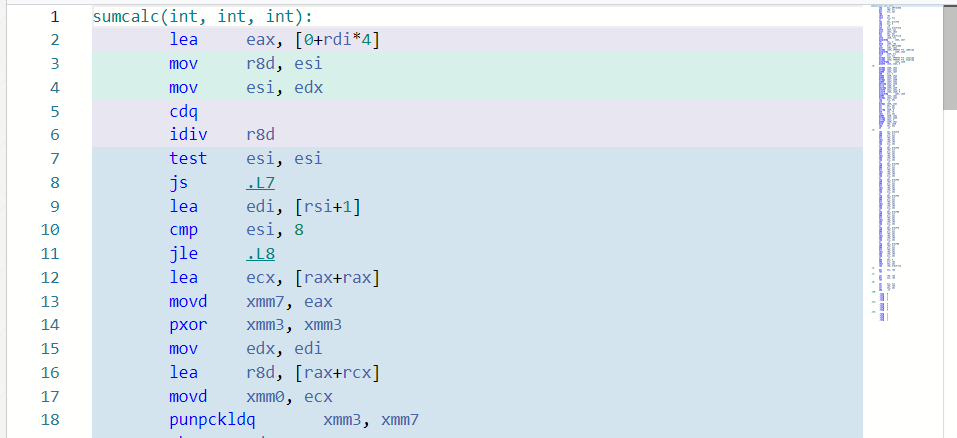 1 sumcalc(int, int, int):
2 lea eax, [0+rdi*4]
3 mov r8d, esi
4 mov esi, edx
5 cdq
6 idiv r8d
7 test esi, esi
8 js .L7
9 lea edi, [rsi+1]
10 cmp esi, 8
11 jle .L8
12 lea ecx, [rax+rax]
13 movd xmm7, eax
14 pxor xmm3, xmm3
15 mov edx, edi
16 lea r8d, [rax+rcx]
17 movd xmm0, ecx
18 punpckldq xmm3, xmm7